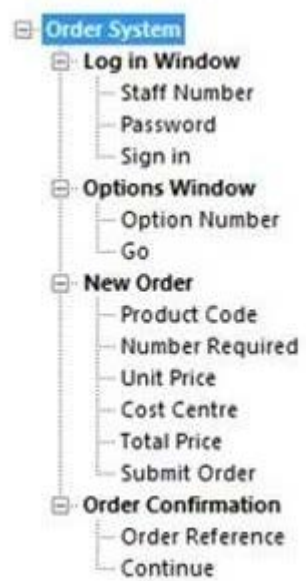 Order System
Log in Window
Staff Number
Password
Sign in
Options Window
Option Number
Go
New Order
Product Code
Number Required
Unit Price
Cost Centre
Total Price
Submit Order
Order Confirmation
Order Reference
Continue